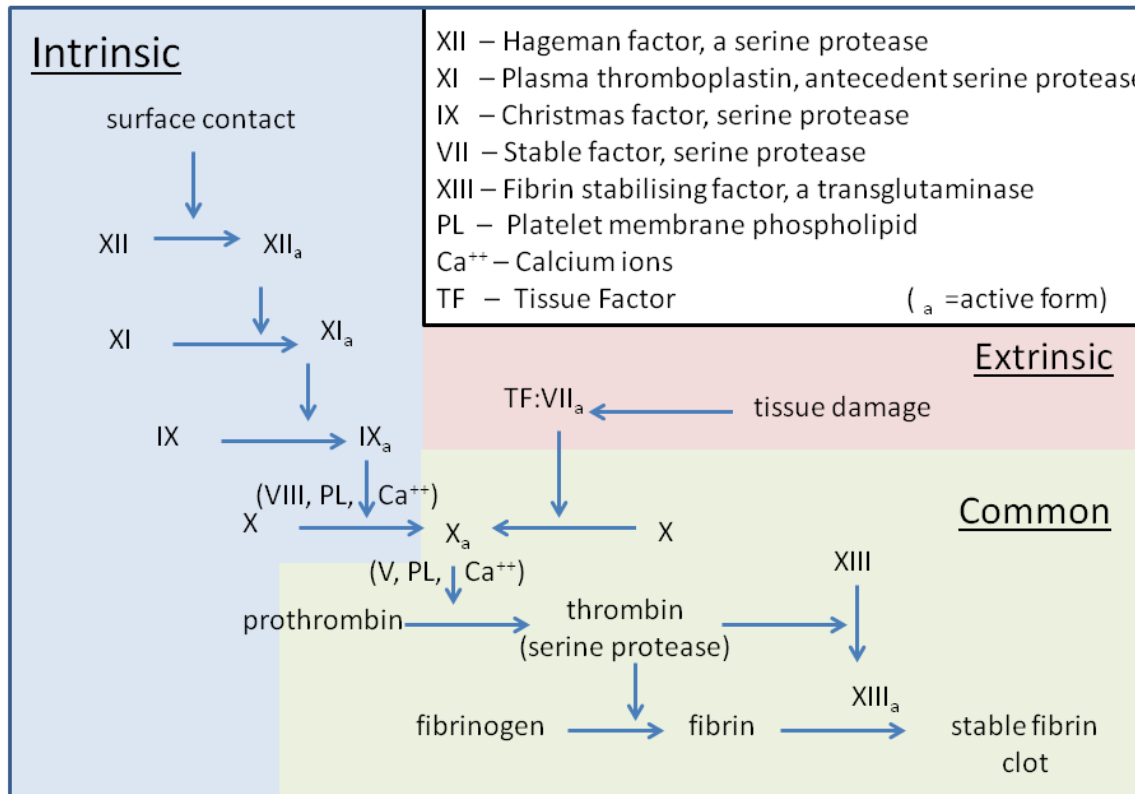 Intrinsic
surface contact
XII
XIIₐ
XI
XIₐ
IX
IXₐ
(VIII, PL, Ca⁺⁺)
X
XII – Hageman factor, a serine protease
XI – Plasma thromboplastin, antecedent serine protease
IX – Christmas factor, serine protease
VII – Stable factor, serine protease
XIII – Fibrin stabilising factor, a transglutaminase
PL – Platelet membrane phospholipid
Ca⁺⁺ – Calcium ions
TF – Tissue Factor ( ₐ =active form)
Extrinsic
TF:VIIₐ
tissue damage
Common
Xₐ
X
(V, PL, Ca⁺⁺)
XIII
prothrombin
thrombin
(serine protease)
XIIIₐ
fibrinogen
fibrin
stable fibrin
clot